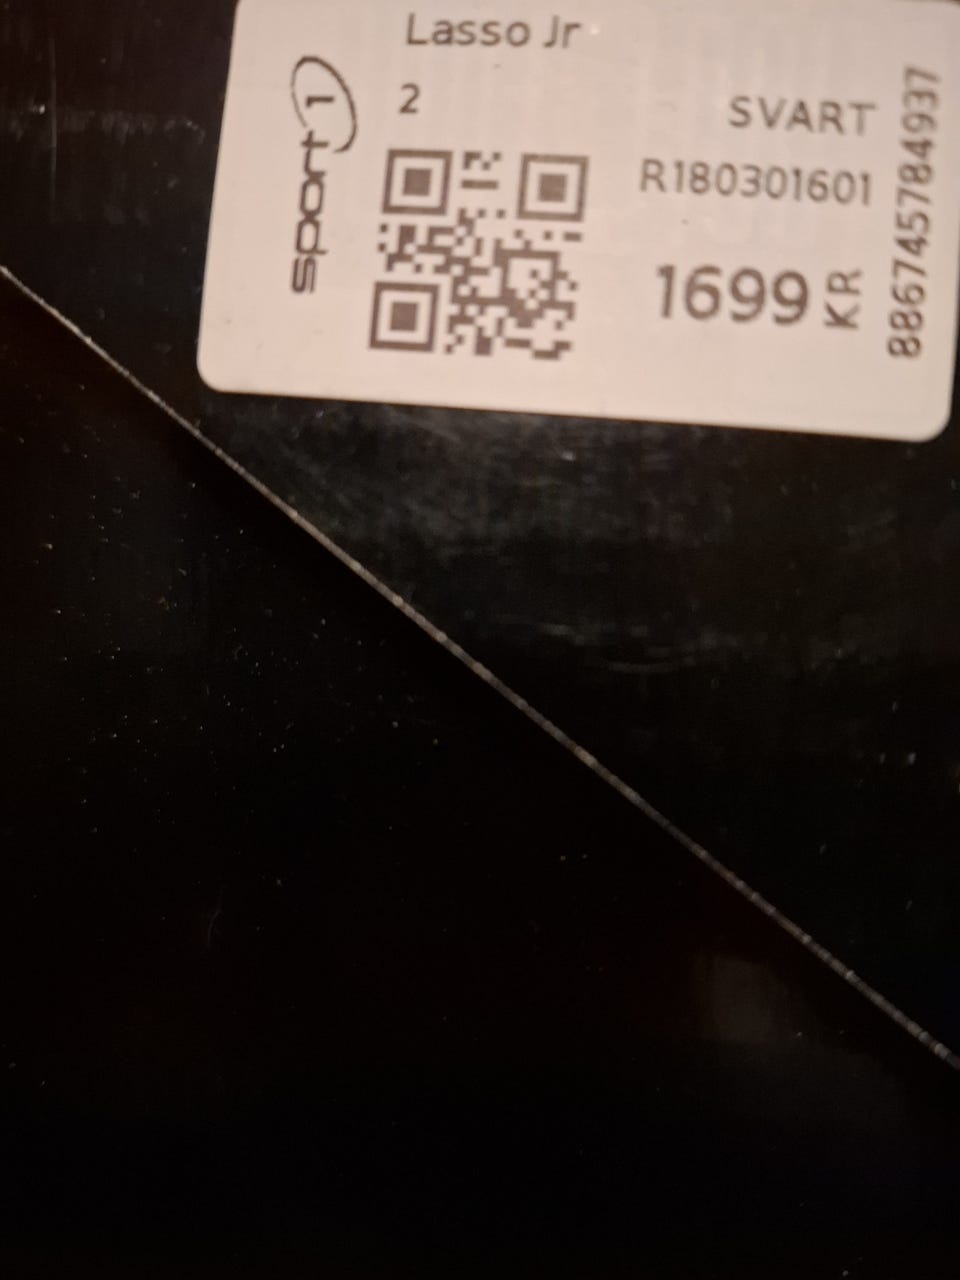 Lasso Jr
sport 1
2
SVART
R180301601
1699 KR
886745784937